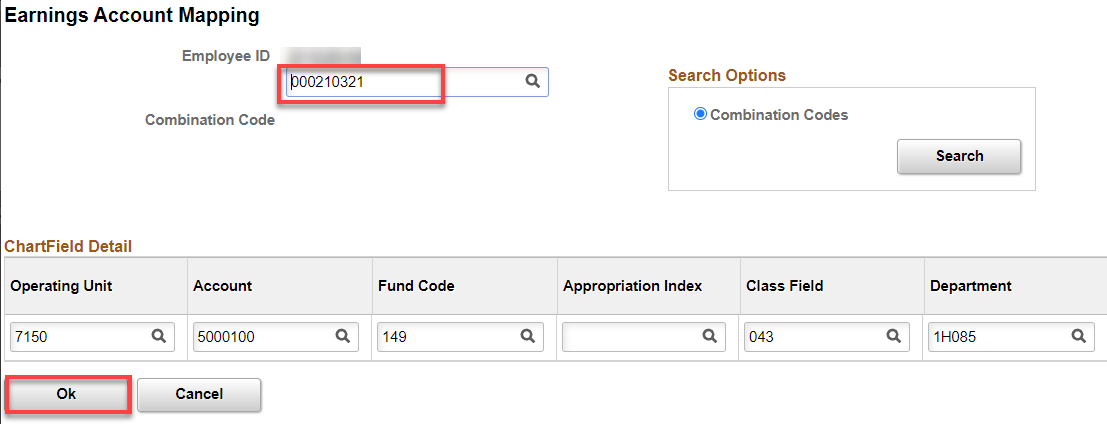 Earnings Account Mapping
Employee ID
000210321
Search Options
Combination Code
Combination Codes
Search
ChartField Detail
Operating Unit Account Fund Code Appropriation Index Class Field Department
7150 5000100 149 043 1H085
Ok Cancel